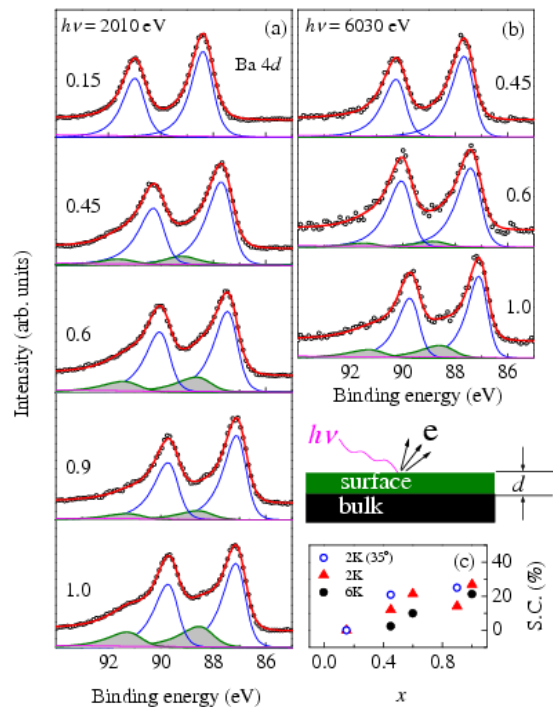 hν = 2010 eV (a)
Ba 4d
0.15
0.45
0.6
0.9
1.0
92 90 88 86
Binding energy (eV)
Intensity (arb. units)
hν = 6030 eV (b)
0.45
0.6
1.0
92 90 88 86
Binding energy (eV)
hν e
surface
bulk
d
2K (35°) (c)
2K
6K
40
20
0
S.C. (%)
0.0 0.4 0.8
x